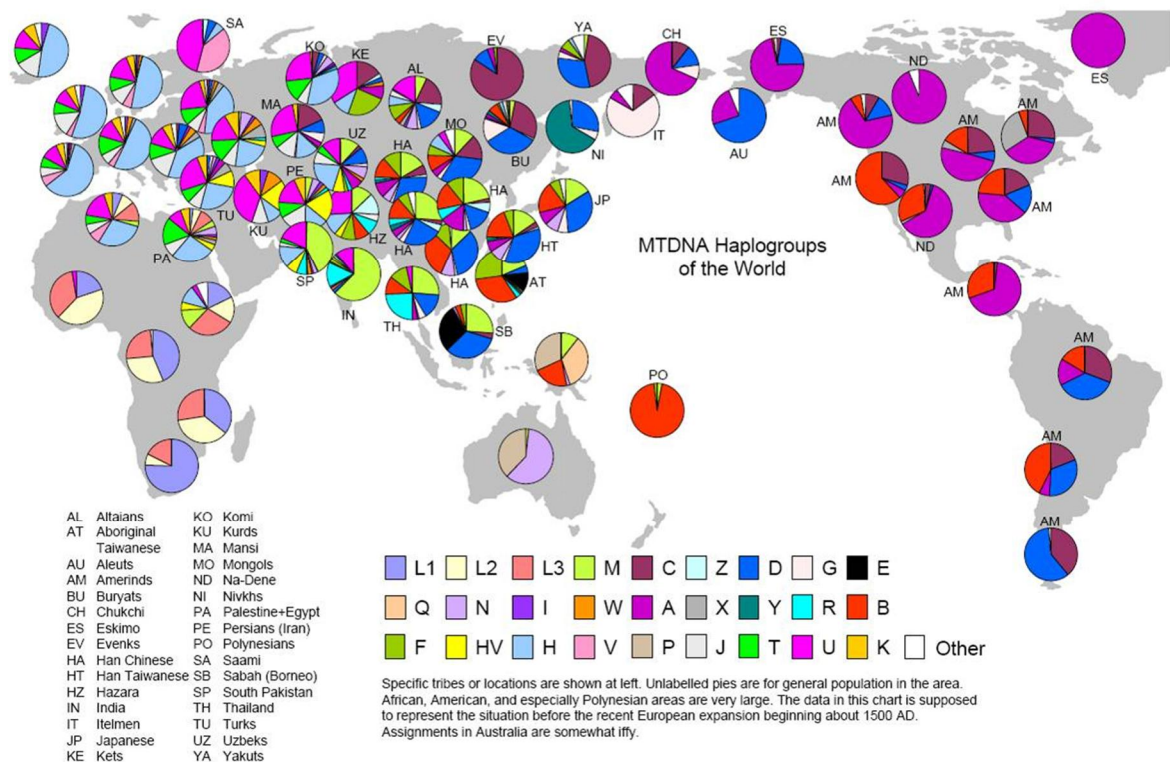 SA
KO
KE
EV
YA
CH
ES
ES
ND
AL
MA
MO
UZ
BU
NI
IT
AU
AM
AM
AM
HA
PE
HA
JP
AM
ND
AM
TU
KU
HZ
HA
HT
PA
SP
HA
AT
IN
TH
SB
MTDNA Haplogroups
of the World
AM
PO
AM
AM
AM
AL Altaians
AT Aboriginal
Taiwanese
AU Aleuts
AM Amerinds
BU Buryats
CH Chukchi
ES Eskimo
EV Evenks
HA Han Chinese
HT Han Taiwanese
HZ Hazara
IN India
IT Itelmen
JP Japanese
KE Kets
KO Komi
KU Kurds
MA Mansi
MO Mongols
ND Na-Dene
NI Nivkhs
PA Palestine+Egypt
PE Persians (Iran)
PO Polynesians
SA Saami
SB Sabah (Borneo)
SP South Pakistan
TH Thailand
TU Turks
UZ Uzbeks
YA Yakuts
L1 L2 L3 M C Z D G E
Q N I W A X Y R B
F HV H V P J T U K Other
Specific tribes or locations are shown at left. Unlabelled pies are for general population in the area.
African, American, and especially Polynesian areas are very large. The data in this chart is supposed
to represent the situation before the recent European expansion beginning about 1500 AD.
Assignments in Australia are somewhat iffy.